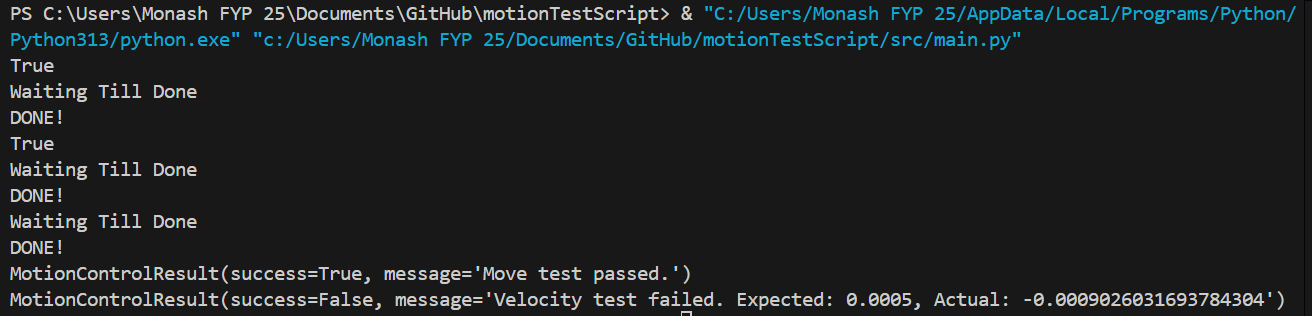 PS C:\Users\Monash FYP 25\Documents\GitHub\motionTestScript> & "C:/Users/Monash FYP 25/AppData/Local/Programs/Python/
Python313/python.exe" "c:/Users/Monash FYP 25/Documents/GitHub/motionTestScript/src/main.py"
True
Waiting Till Done
DONE!
True
Waiting Till Done
DONE!
Waiting Till Done
DONE!
MotionControlResult(success=True, message='Move test passed.')
MotionControlResult(success=False, message='Velocity test failed. Expected: 0.0005, Actual: -0.0009026031693784304')